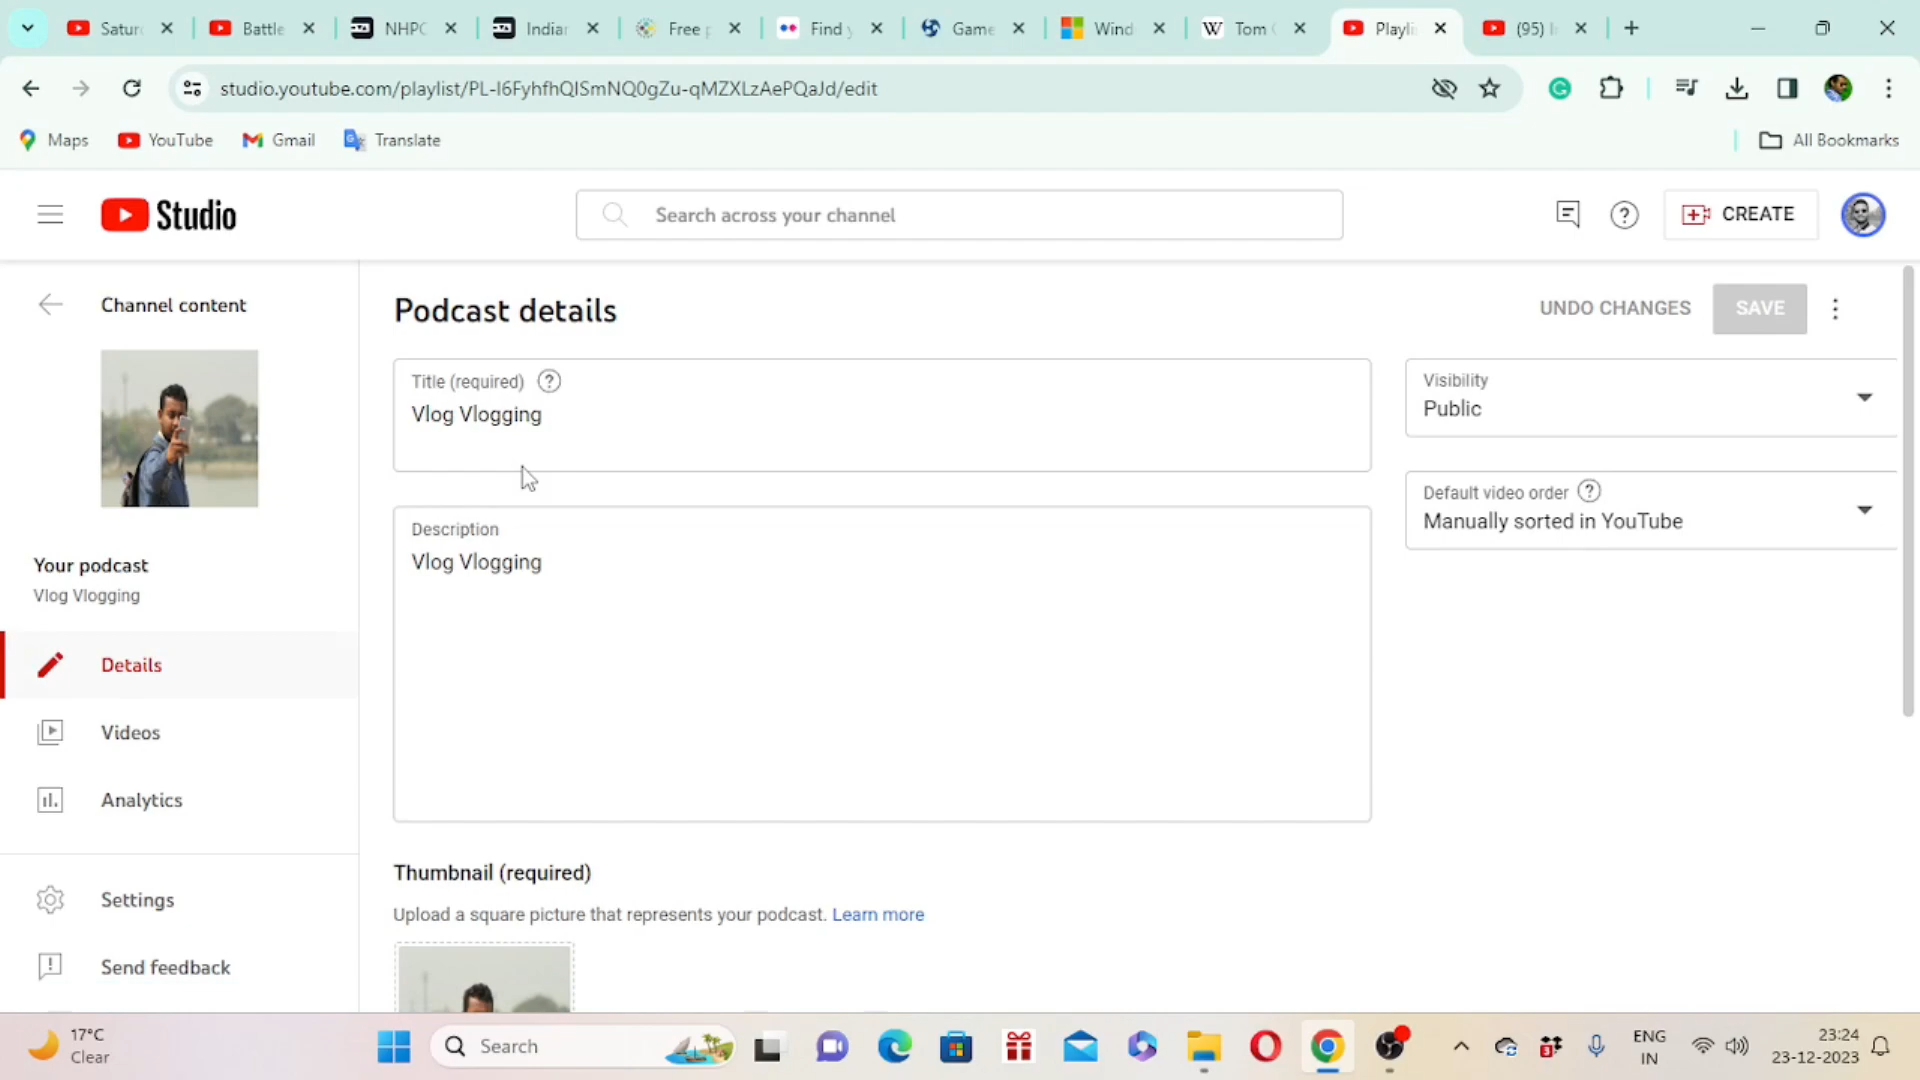 Satur
Battle
NHPC
Indian
Free p
Find y
Game
Wind
Tom C
Playli
(95) I
studio.youtube.com/playlist/PL-I6FyhfhQISmNQ0gZu-qMZXLzAePQaJd/edit
Maps
YouTube
Gmail
Translate
All Bookmarks
Studio
Search across your channel
CREATE
Channel content
Your podcast
Vlog Vlogging
Details
Videos
Analytics
Settings
Send feedback
Podcast details
UNDO CHANGES
SAVE
Title (required)
Vlog Vlogging
Description
Vlog Vlogging
Visibility
Public
Default video order
Manually sorted in YouTube
Thumbnail (required)
Upload a square picture that represents your podcast. Learn more
17°C
Clear
Search
ENG
IN
23:24
23-12-2023